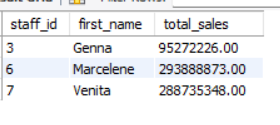 staff_id first_name total_sales
3 Genna 95272226.00
6 Marcelene 293888873.00
7 Venita 288735348.00